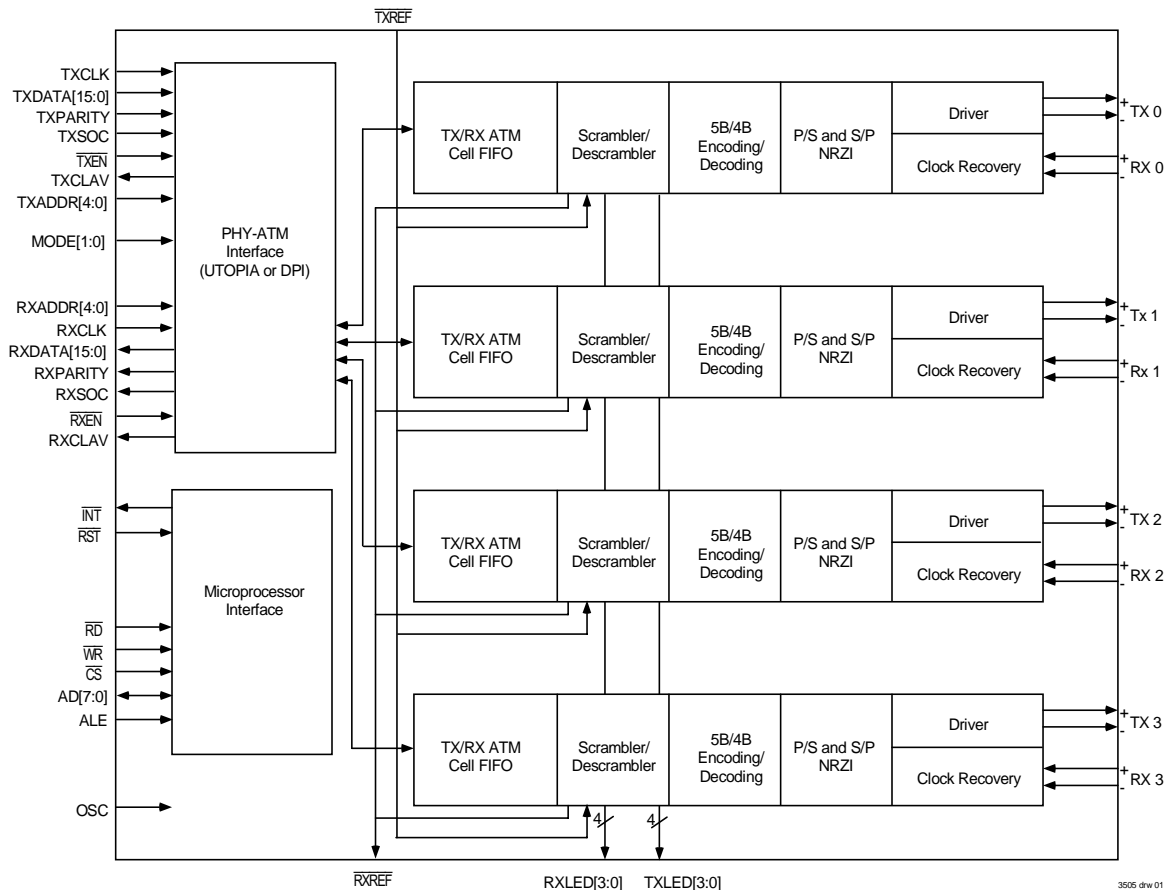 TXREF
TXCLK
TXDATA[15:0]
TXPARITY
TXSOC
TXEN
TXCLAV
TXADDR[4:0]
MODE[1:0]
RXADDR[4:0]
RXCLK
RXDATA[15:0]
RXPARITY
RXSOC
RXEN
RXCLAV
PHY-ATM
Interface
(UTOPIA or DPI)
INT
RST
RD
WR
CS
AD[7:0]
ALE
OSC
Microprocessor
Interface
TX/RX ATM
Cell FIFO
Scrambler/
Descrambler
5B/4B
Encoding/
Decoding
P/S and S/P
NRZI
Driver
Clock Recovery
+
-
TX 0
+
-
RX 0
TX/RX ATM
Cell FIFO
Scrambler/
Descrambler
5B/4B
Encoding/
Decoding
P/S and S/P
NRZI
Driver
Clock Recovery
+
-
Tx 1
+
-
Rx 1
TX/RX ATM
Cell FIFO
Scrambler/
Descrambler
5B/4B
Encoding/
Decoding
P/S and S/P
NRZI
Driver
Clock Recovery
+
-
TX 2
+
-
RX 2
TX/RX ATM
Cell FIFO
Scrambler/
Descrambler
5B/4B
Encoding/
Decoding
P/S and S/P
NRZI
Driver
Clock Recovery
+
-
TX 3
+
-
RX 3
4
4
RXREF
RXLED[3:0]
TXLED[3:0]
3505 drw 01